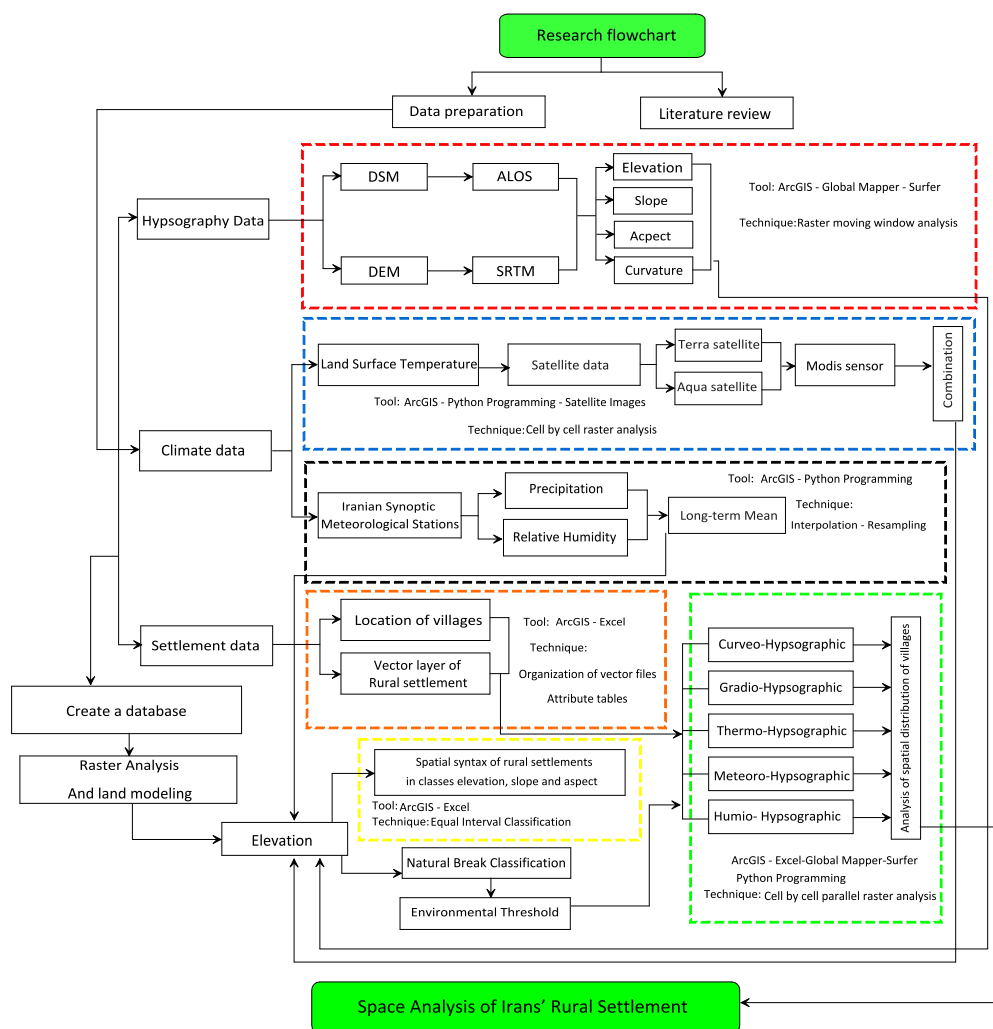 Research flowchart
Data preparation
Literature review
Hypsography Data
DSM
ALOS
DEM
SRTM
Elevation
Slope
Acpect
Curvature
Tool: ArcGIS - Global Mapper - Surfer
Technique:Raster moving window analysis
Climate data
Land Surface Temperature
Satellite data
Terra satellite
Aqua satellite
Modis sensor
Combination
Tool: ArcGIS - Python Programming - Satellite Images
Technique: Cell by cell raster analysis
Iranian Synoptic
Meteorological Stations
Precipitation
Relative Humidity
Long-term Mean
Tool: ArcGIS - Python Programming
Technique:
Interpolation - Resampling
Settlement data
Location of villages
Vector layer of
Rural settlement
Tool: ArcGIS - Excel
Technique:
Organization of vector files
Attribute tables
Curveo-Hypsographic
Gradio-Hypsographic
Thermo-Hypsographic
Meteoro-Hypsographic
Humio- Hypsographic
Analysis of spatial distribution of villages
ArcGIS - Excel-Global Mapper-Surfer
Python Programming
Technique: Cell by cell parallel raster analysis
Create a database
Raster Analysis
And land modeling
Elevation
Spatial syntax of rural settlements
in classes elevation, slope and aspect
Tool: ArcGIS - Excel
Technique: Equal Interval Classification
Natural Break Classification
Environmental Threshold
Space Analysis of Irans’ Rural Settlement